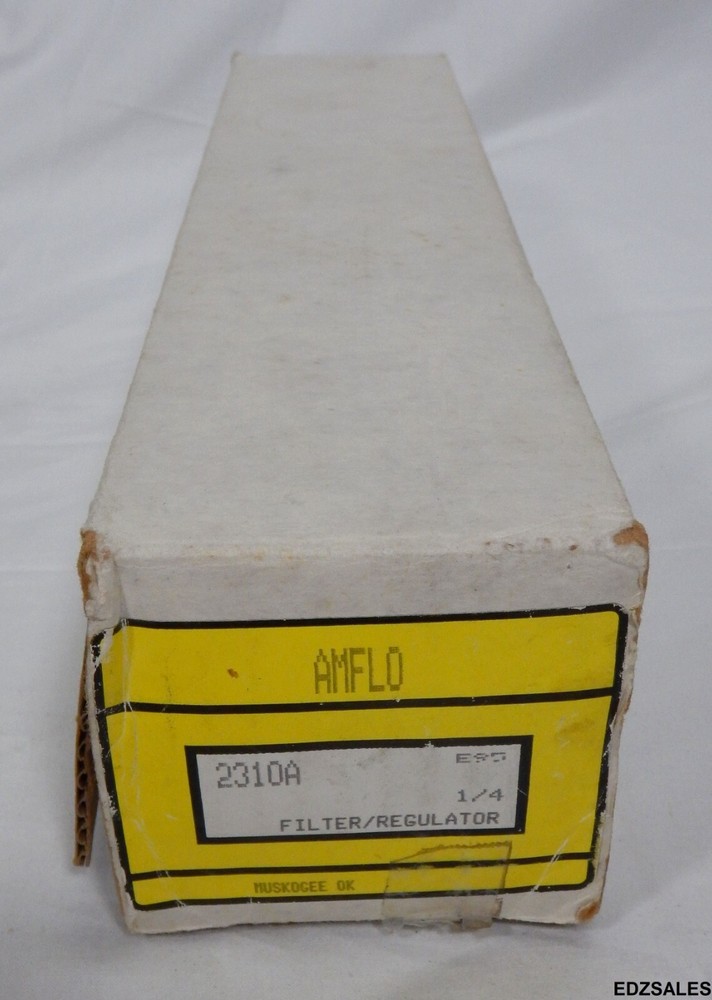 AMFLO
2310A
1/4
FILTER/REGULATOR
MUSKOGEE OK
EDZSALES